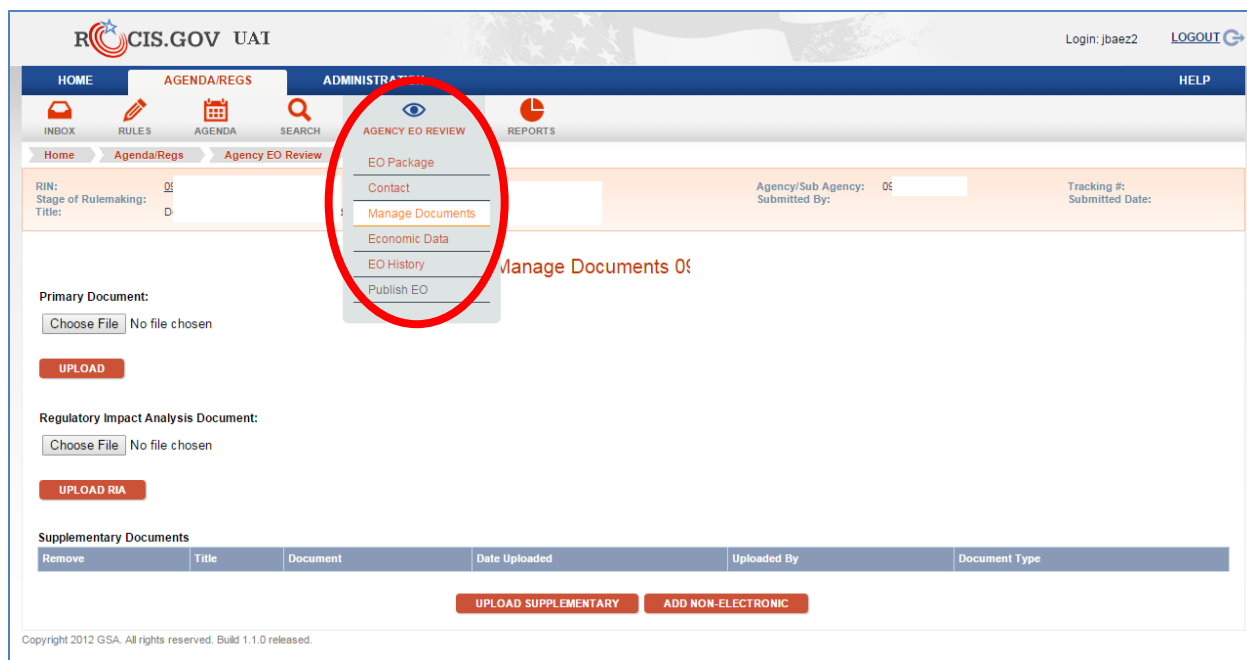 ROCIS.GOV UAI
Login: jbaez2 LOGOUT
HOME AGENDA/REGS ADMINISTRATION HELP
INBOX RULES AGENDA SEARCH AGENCY EO REVIEW REPORTS
Home Agenda/Regs Agency EO Review
EO Package
Contact
Manage Documents
Economic Data
EO History
Publish EO
RIN: 09
Stage of Rulemaking:
Title: D
Agency/Sub Agency: 09
Submitted By:
Tracking #:
Submitted Date:
Manage Documents 09
Primary Document:
Choose File No file chosen
UPLOAD
Regulatory Impact Analysis Document:
Choose File No file chosen
UPLOAD RIA
Supplementary Documents
Remove Title Document Date Uploaded Uploaded By Document Type
UPLOAD SUPPLEMENTARY ADD NON-ELECTRONIC
Copyright 2012 GSA. All rights reserved. Build 1.1.0 released.